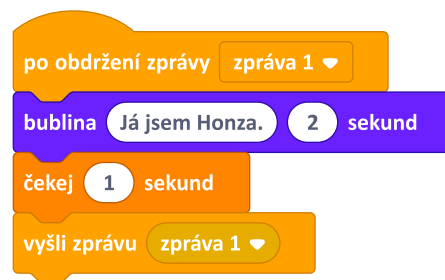 po obdržení zprávy zpráva 1
bublina Já jsem Honza. 2 sekund
čekej 1 sekund
vyšli zprávu zpráva 1